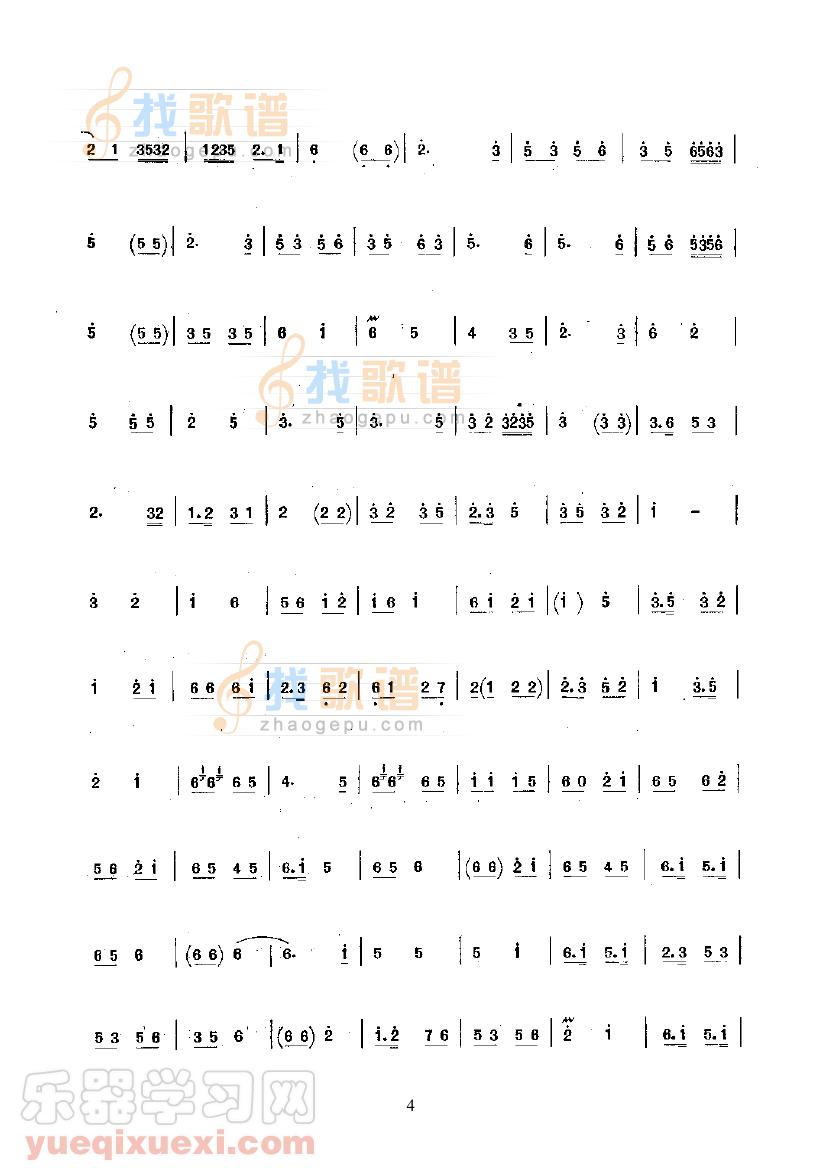 找歌谱
zhaogepu.com
2 1 3532 | 1235 2. 1 | 6 (6 6) | 2. 3 | 5 3 5 6 | 3 5 6563 |
5 (5 5) | 2. 3 | 5 3 5 6 | 3 5 6 3 | 5. 6 | 5. 6 | 5 6 5356 |
5 (5 5) | 3 5 3 5 | 6 i | 6 5 | 4 3 5 | 2. 3 | 6 2 |
找歌谱
zhaogepu.com
5 5 5 | 2 5 | 3. 5 | 3. 5 | 3 2 3235 | 3 (3 3) | 3.6 5 3 |
2. 32 | 1.2 3 1 | 2 (2 2) | 3 2 3 5 | 2.3 5 | 3 5 3 2 | i - |
3 2 | i 6 | 5 6 i 2 | i 6 i | 6 i 2 i | (i) 5 | 3.5 3 2 |
找歌谱
zhaogepu.com
i 2 i | 6 6 6 i | 2.3 6 2 | 6 1 2 7 | 2(1 2 2) | 2.3 5 2 | i 3.5 |
2 i | 6 6 6 5 | 4. 5 | 6 6 6 5 | i i i 5 | 6 0 2 i | 6 5 6 2 |
5 6 2 i | 6 5 4 5 | 6.i 5 | 6 5 6 | (6 6) 2 i | 6 5 4 5 | 6.i 5.i |
6 5 6 | (6 6) 6 | 6. i | 5 5 | 5 i | 6.i 5.i | 2.3 5 3 |
5 3 5 6 | 3 5 6 | (6 6) 2 | i.2 7 6 | 5 3 5 6 | 2 i | 6.i 5.i |
乐器学习网
yueqixuexi.com
4